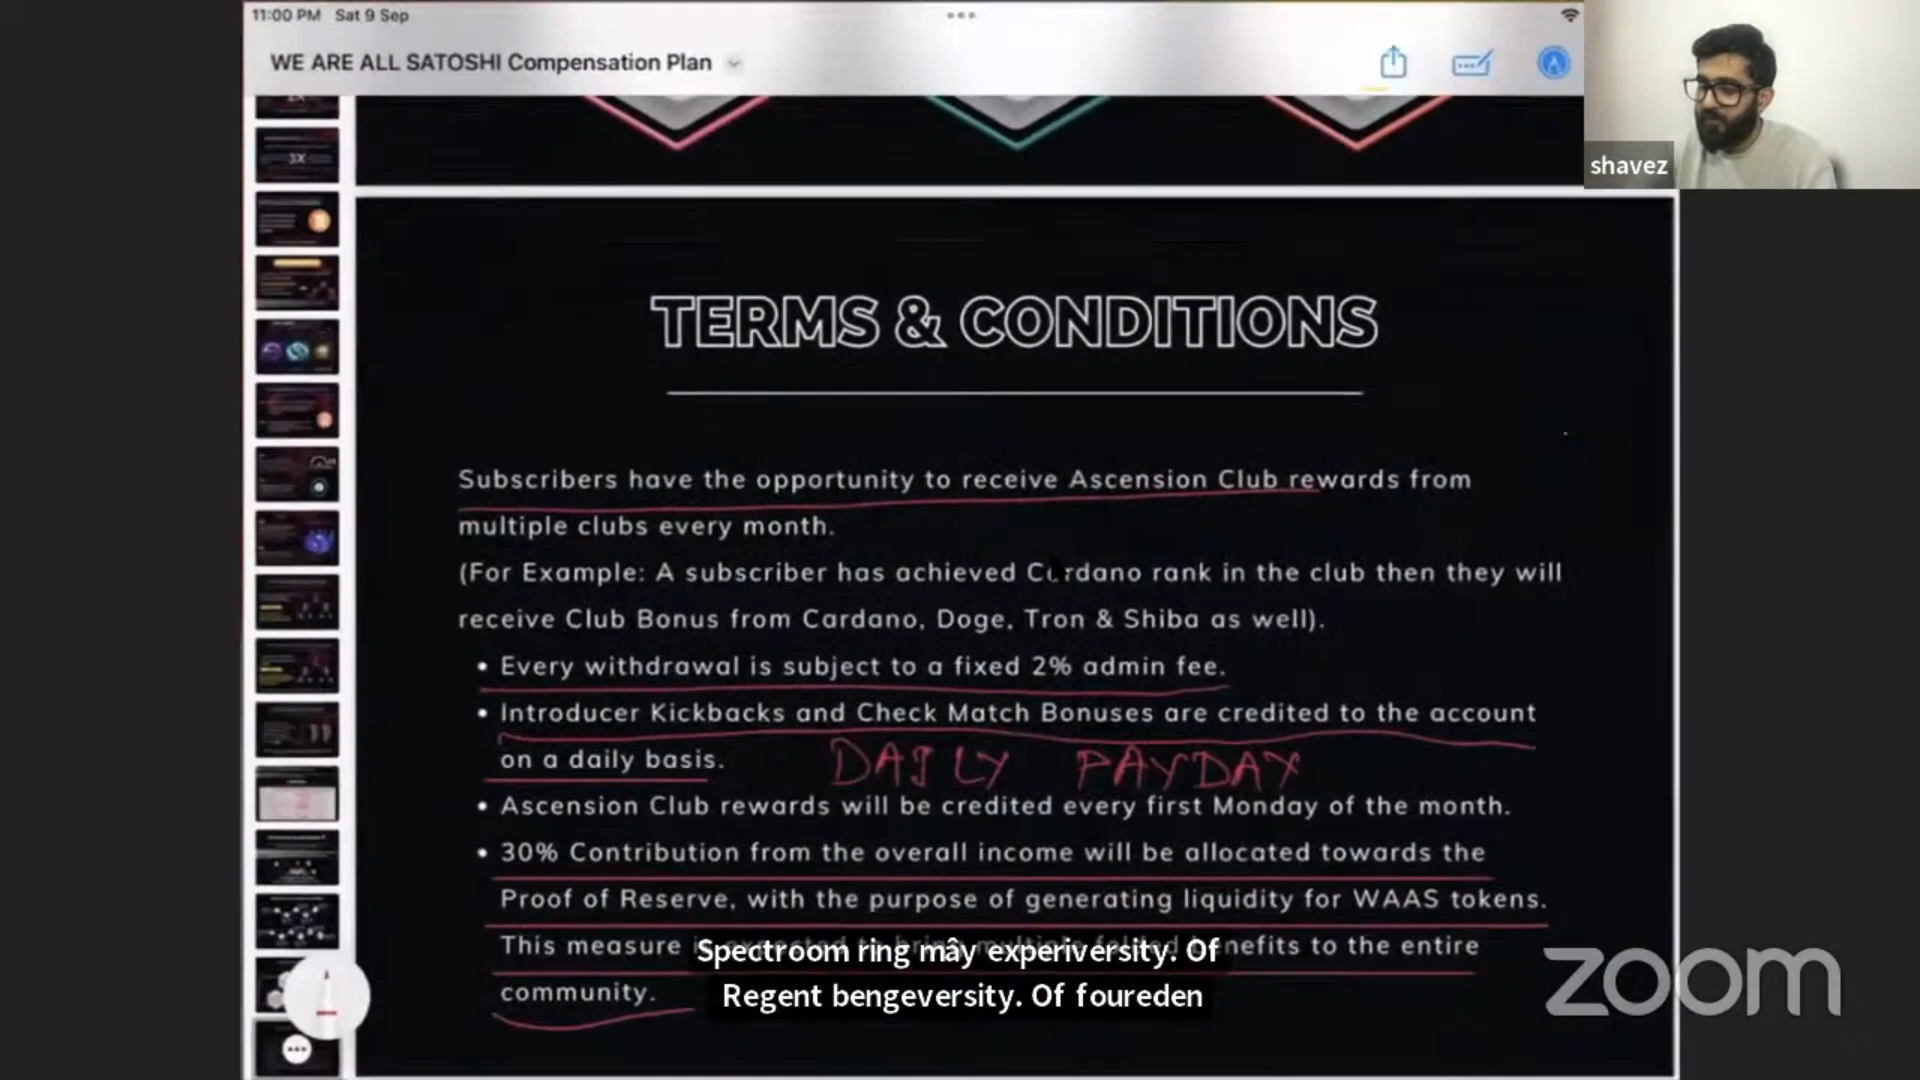 11:00 PM Sat 9 Sep
WE ARE ALL SATOSHI Compensation Plan
shavez
3X
TERMS & CONDITIONS
Subscribers have the opportunity to receive Ascension Club rewards from
multiple clubs every month.
(For Example: A subscriber has achieved Cardano rank in the club then they will
receive Club Bonus from Cardano, Doge, Tron & Shiba as well).
• Every withdrawal is subject to a fixed 2% admin fee.
• Introducer Kickbacks and Check Match Bonuses are credited to the account
on a daily basis. DAILY PAYDAY
• Ascension Club rewards will be credited every first Monday of the month.
• 30% Contribution from the overall income will be allocated towards the
Proof of Reserve, with the purpose of generating liquidity for WAAS tokens.
This measure benefits to the entire
community.
Spectroom ring mây experiversity. Of
Regent bengeversity. Of foureden
zoom